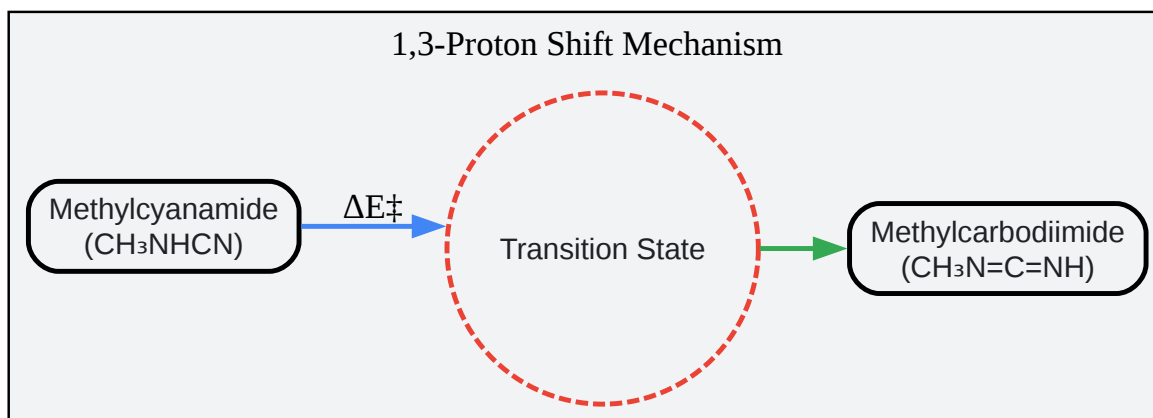 1,3-Proton Shift Mechanism
Methylcyanamide
(CH₃NHCN)
ΔE‡
Transition State
Methylcarbodiimide
(CH₃N=C=NH)